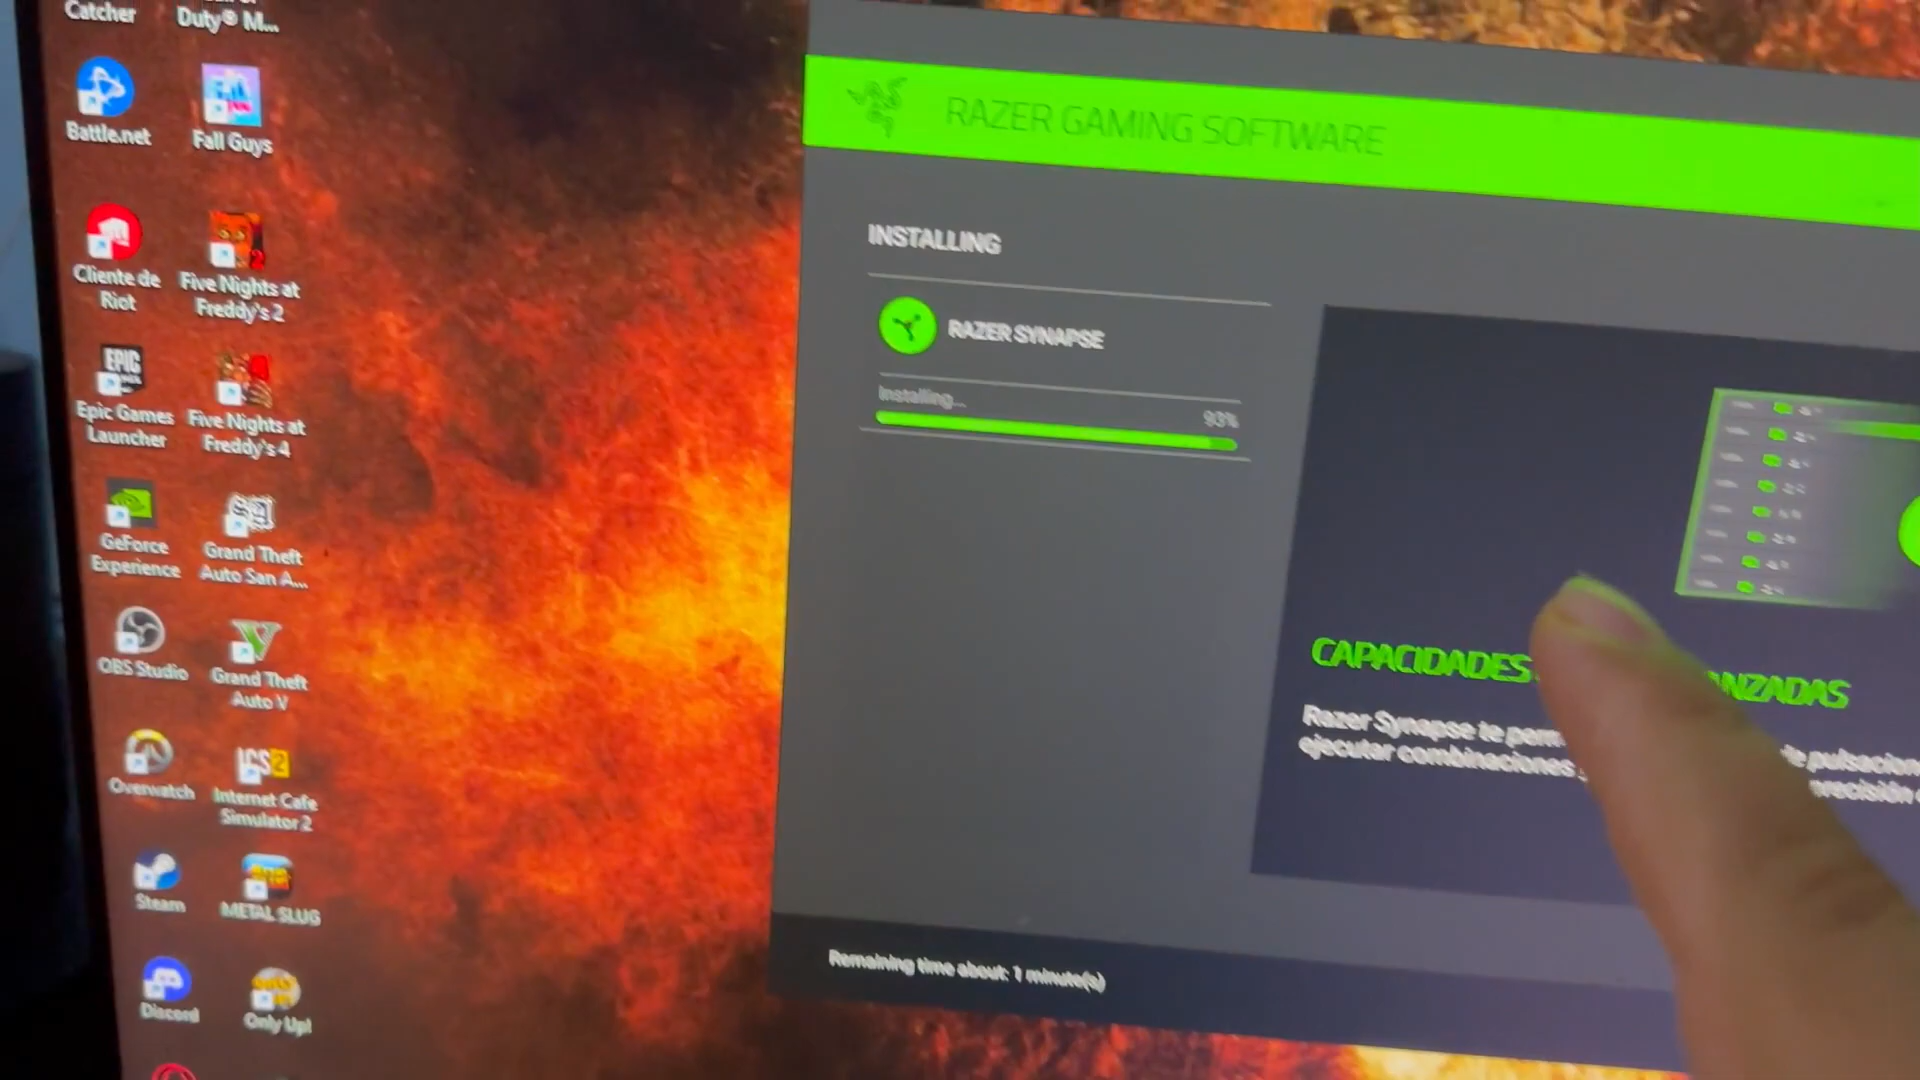 Catcher
Duty® M...
Battle.net
Fall Guys
Cliente de
Riot
Five Nights at
Freddy's 2
EPIC
Epic Games
Launcher
Five Nights at
Freddy's 4
GeForce
Experience
Grand Theft
Auto San A...
OBS Studio
Grand Theft
Auto V
Overwatch
ICS 2
Internet Cafe
Simulator 2
Steam
METAL SLUG
Discord
Only Up!
RAZER GAMING SOFTWARE
INSTALLING
RAZER SYNAPSE
Installing...
93%
CAPACIDADES
Razer Synapse te
ejecutar combinaciones
Remaining time about: 1 minute(s)